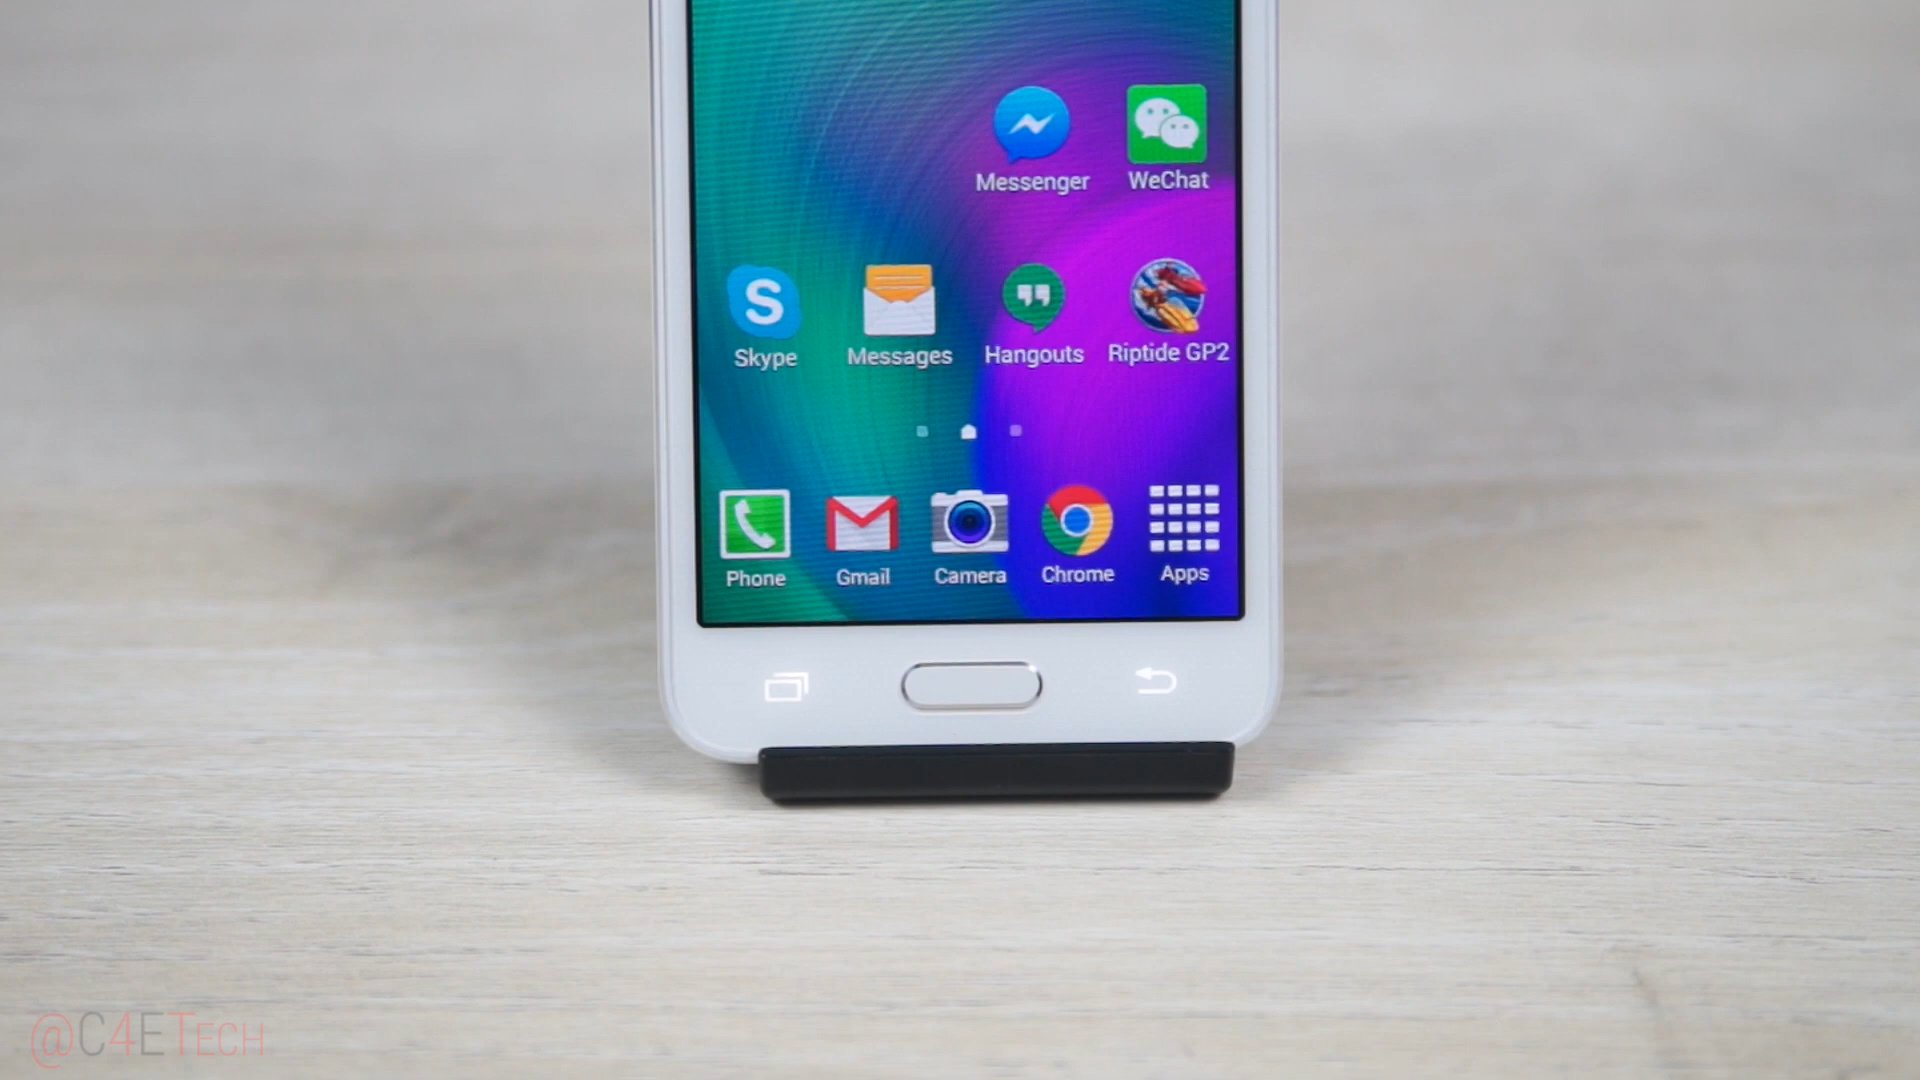 Messenger
WeChat
S
Skype
Messages
Hangouts
Riptide GP2
Phone
Gmail
Camera
Chrome
Apps
@C4ETECH